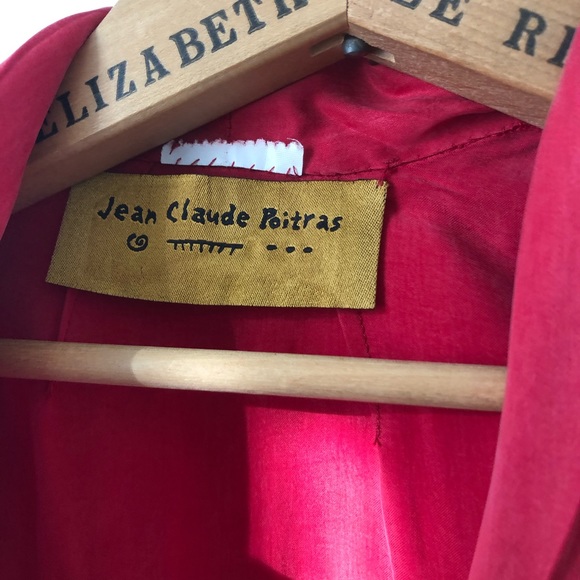 ELIZABETH
Jean Claude Poitras